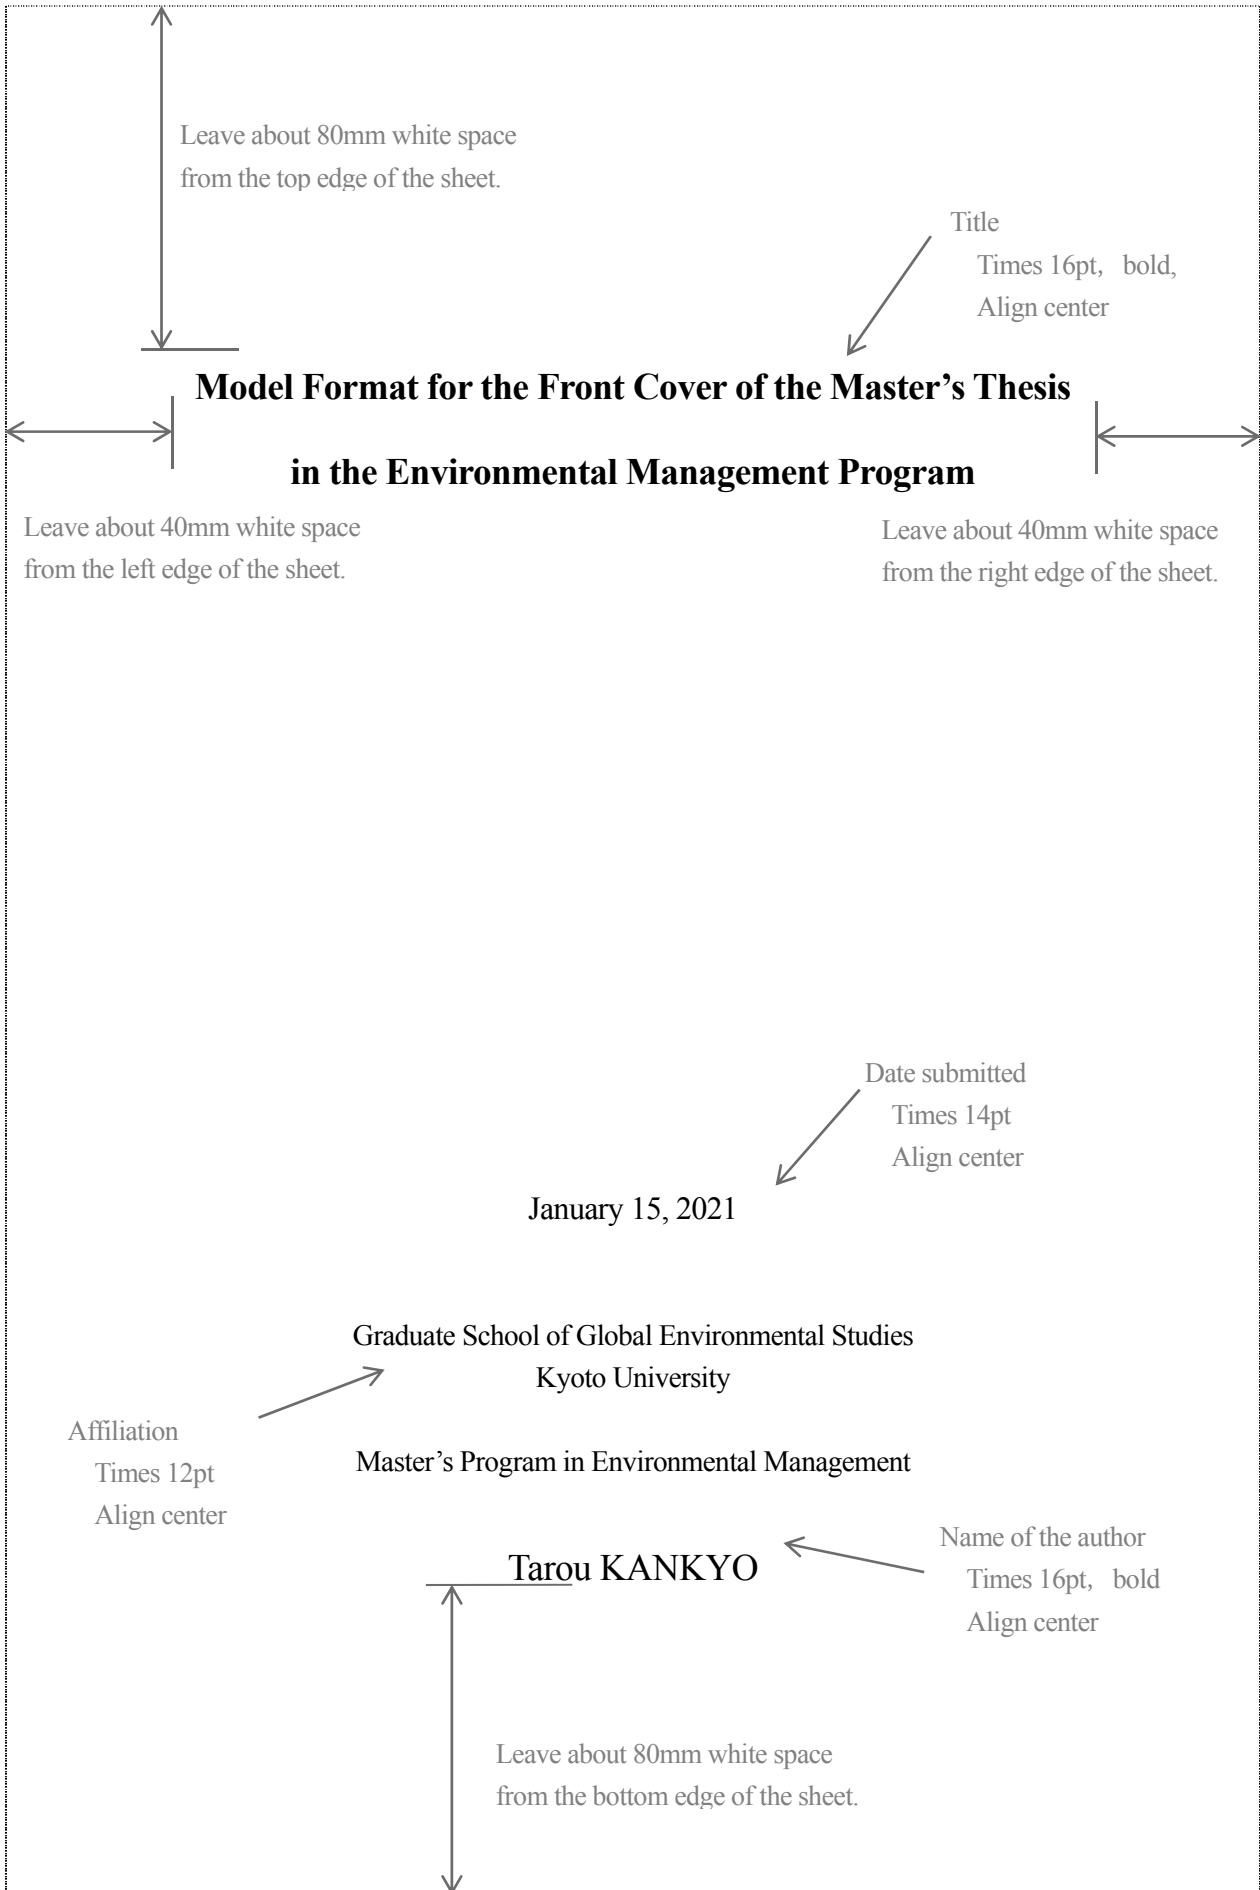 Leave about 80mm white space
from the top edge of the sheet.
Title
Times 16pt， bold,
Align center
Model Format for the Front Cover of the Master’s Thesis
in the Environmental Management Program
Leave about 40mm white space
from the left edge of the sheet.
Leave about 40mm white space
from the right edge of the sheet.
Date submitted
Times 14pt
Align center
January 15, 2021
Graduate School of Global Environmental Studies
Kyoto University
Affiliation
Times 12pt
Align center
Master’s Program in Environmental Management
Name of the author
Times 16pt， bold
Align center
Tarou KANKYO
Leave about 80mm white space
from the bottom edge of the sheet.